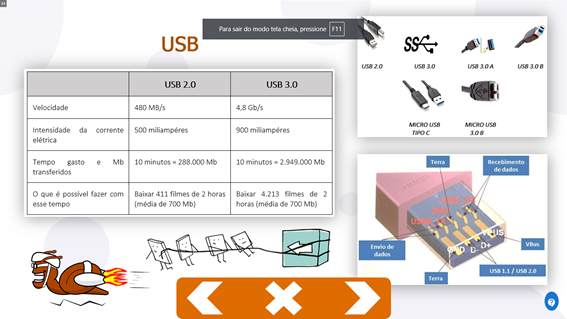 Para sair do modo tela cheia, pressione F11
USB
USB 2.0 USB 3.0
Velocidade 480 MB/s 4,8 Gb/s
Intensidade da corrente elétrica 500 miliampéres 900 miliampéres
Tempo gasto e Mb transferidos 10 minutos = 288.000 Mb 10 minutos = 2.949.000 Mb
O que é possível fazer com esse tempo Baixar 411 filmes de 2 horas (média de 700 Mb) Baixar 4.213 filmes de 2 horas (média de 700 Mb)
USB 2.0 USB 3.0 USB 3.0 A USB 3.0 B
MICRO USB TIPO C
MICRO USB 3.0 B
Terra
Recebimento de dados
Envio de dados
VBus
D- D+
Terra
USB 1.1 / USB 2.0